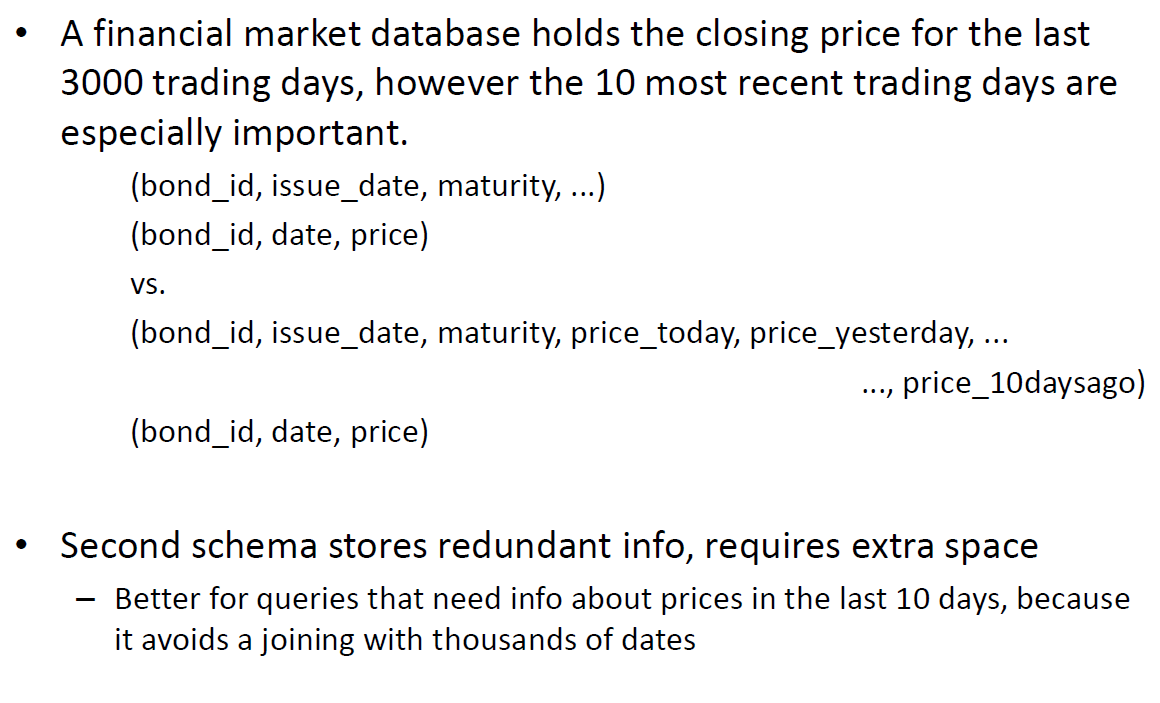 • A financial market database holds the closing price for the last
3000 trading days, however the 10 most recent trading days are
especially important.
(bond_id, issue_date, maturity, ...)
(bond_id, date, price)
vs.
(bond_id, issue_date, maturity, price_today, price_yesterday, ...
..., price_10daysago)
(bond_id, date, price)
• Second schema stores redundant info, requires extra space
– Better for queries that need info about prices in the last 10 days, because
it avoids a joining with thousands of dates